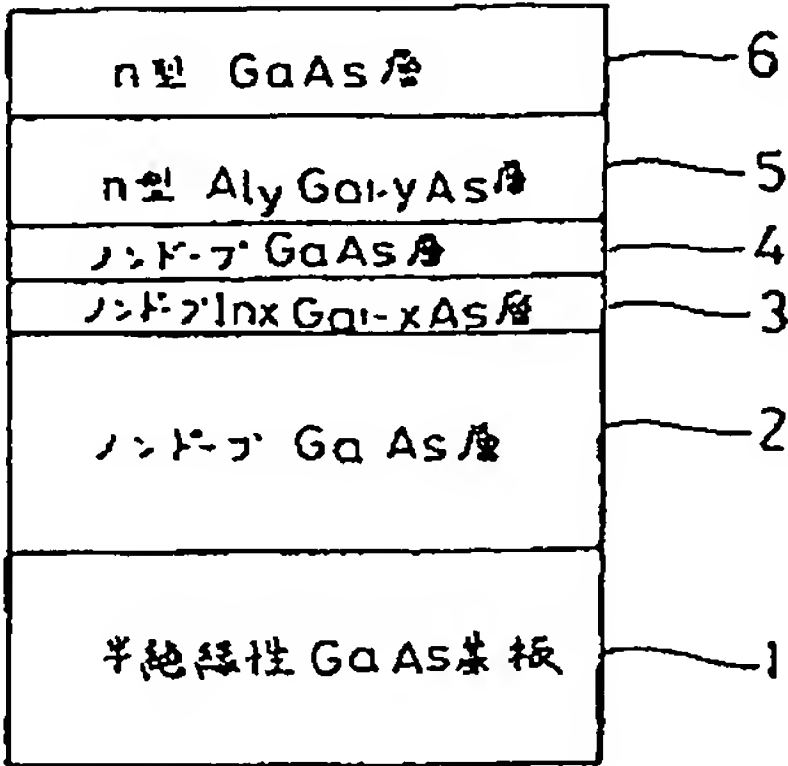 n型 GaAs層 6
n型 AlyGa1-yAs層 5
ノンドープ GaAs層 4
ノンドープInxGa1-xAs層 3
ノンドープ GaAs層 2
半絶縁性 GaAs基板 1